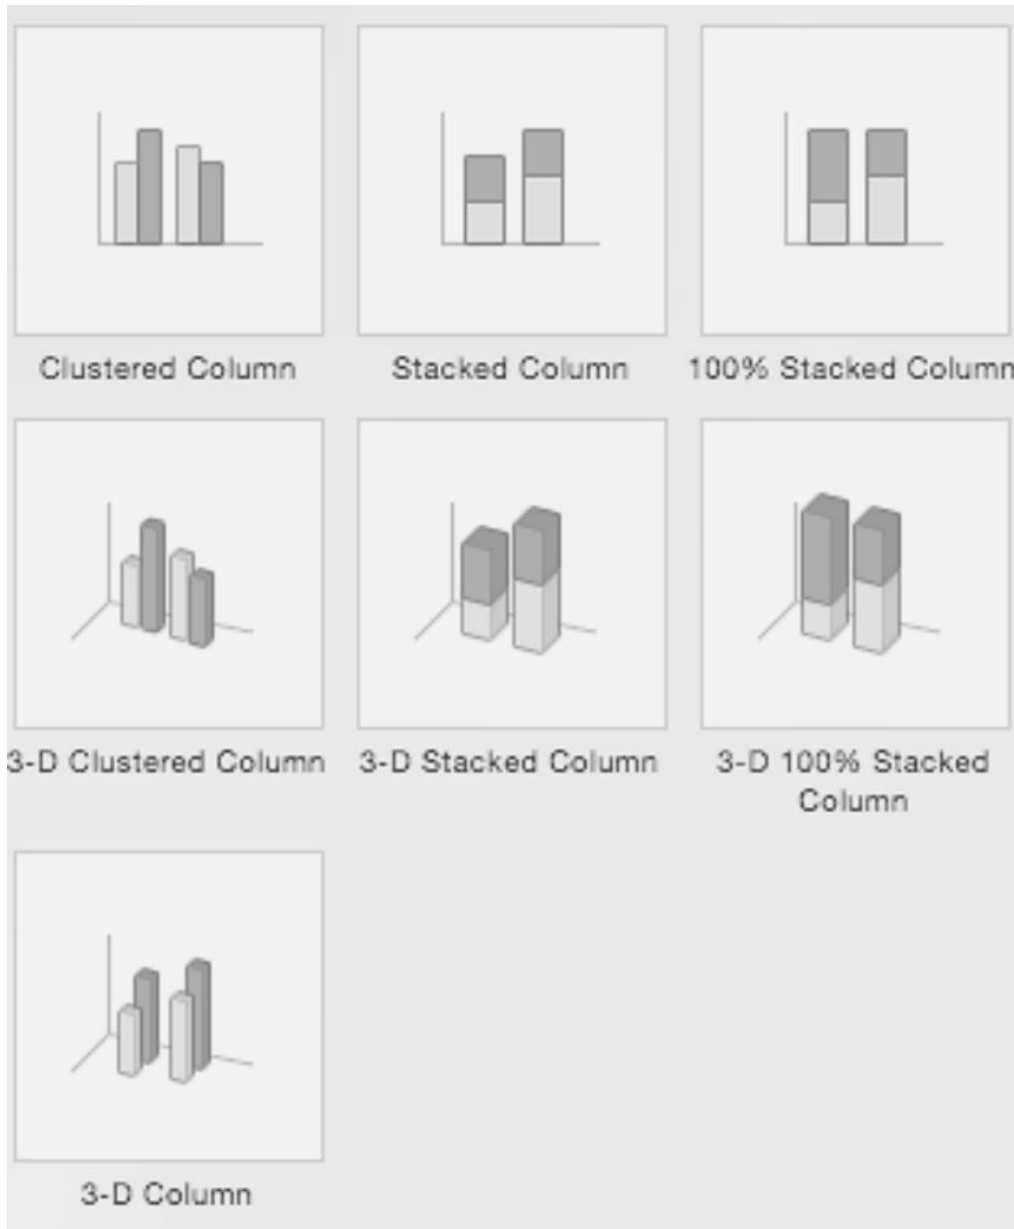 Clustered Column
Stacked Column
100% Stacked Column
3-D Clustered Column
3-D Stacked Column
3-D 100% Stacked
Column
3-D Column